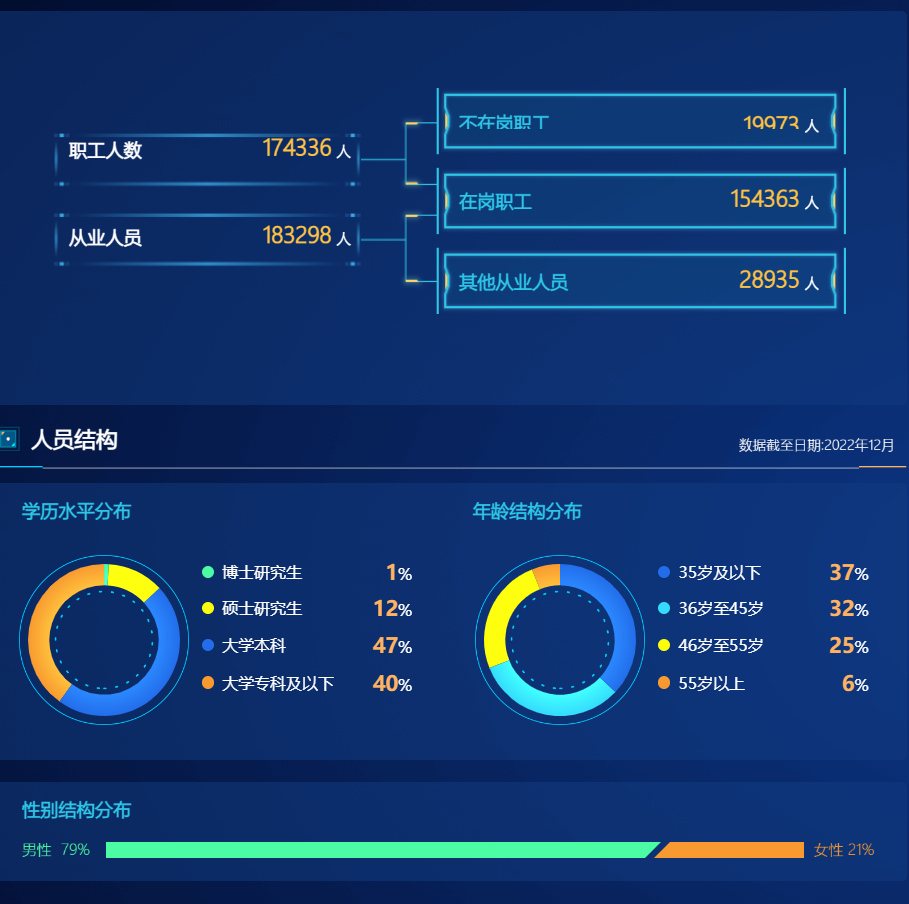 不在岗职工 19973 人
职工人数 174336 人
在岗职工 154363 人
从业人员 183298 人
其他从业人员 28935 人
人员结构
数据截至日期:2022年12月
学历水平分布
博士研究生 1%
硕士研究生 12%
大学本科 47%
大学专科及以下 40%
年龄结构分布
35岁及以下 37%
36岁至45岁 32%
46岁至55岁 25%
55岁以上 6%
性别结构分布
男性 79%
女性 21%